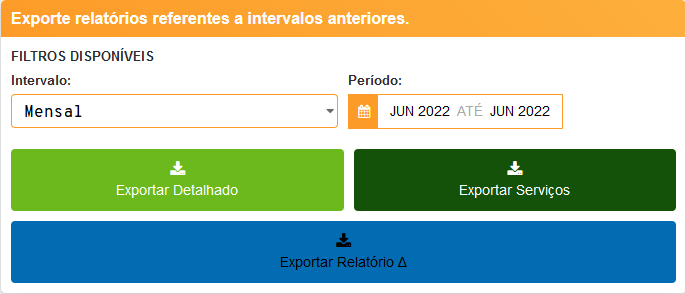 Exporte relatórios referentes a intervalos anteriores.
FILTROS DISPONÍVEIS
Intervalo:
Período:
Mensal
JUN 2022 ATÉ JUN 2022
Exportar Detalhado
Exportar Serviços
Exportar Relatório Δ